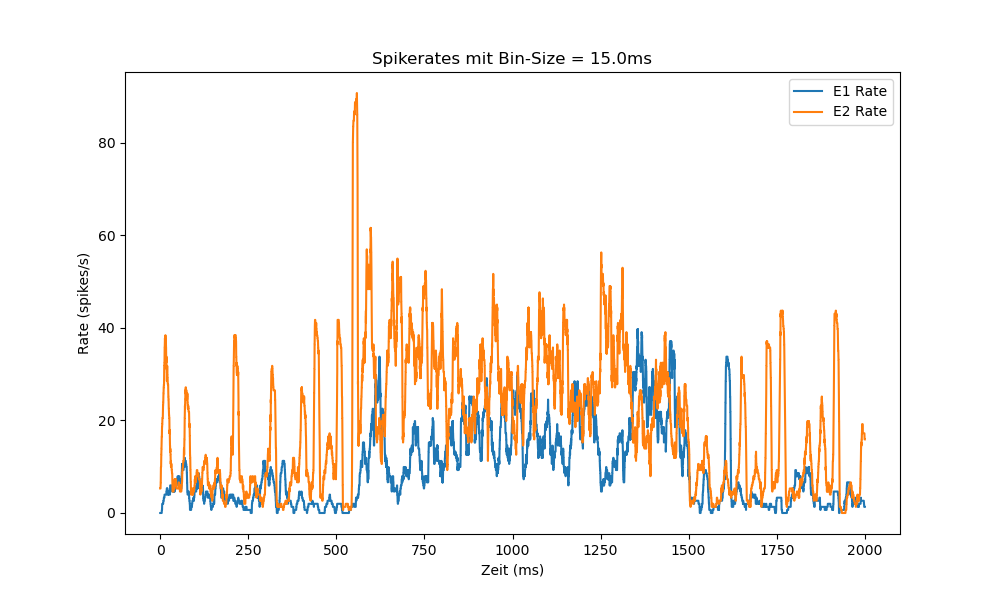 Spikerates mit Bin-Size = 15.0ms
E1 Rate
E2 Rate
Rate (spikes/s)
80
60
40
20
0
0 250 500 750 1000 1250 1500 1750 2000
Zeit (ms)